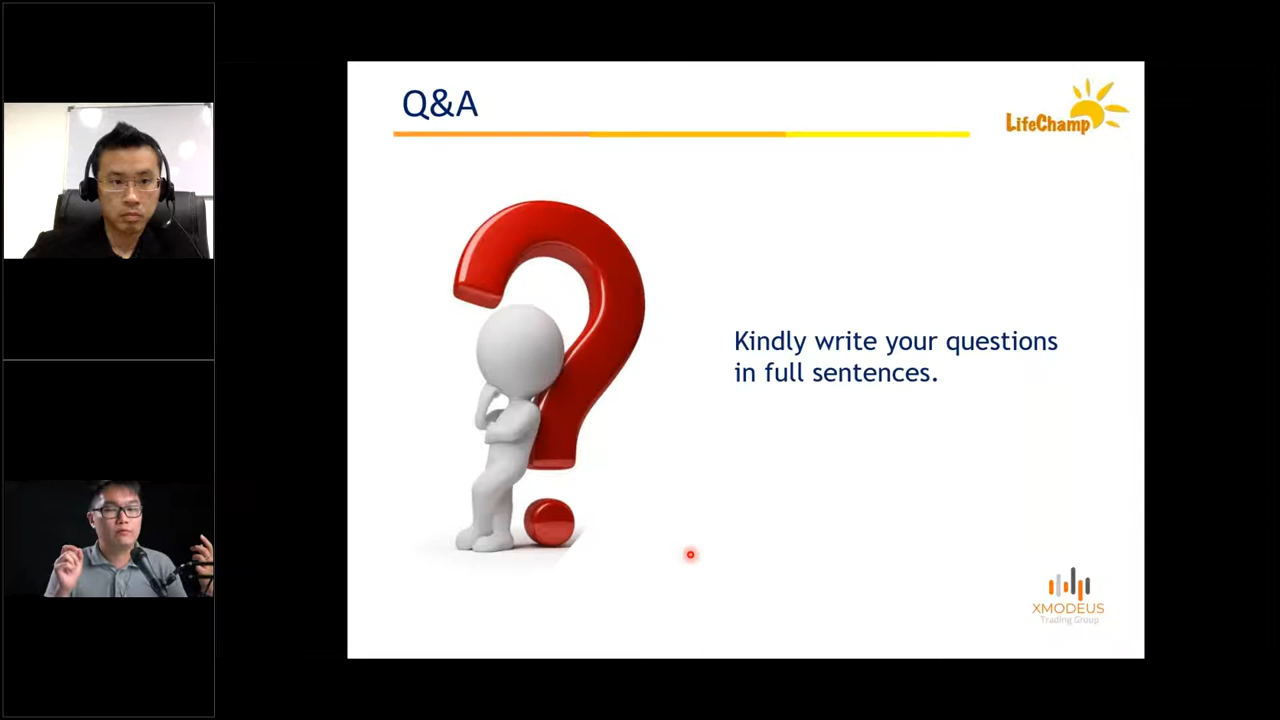 Q&A
LifeChamp
Kindly write your questions
in full sentences.
XMODEUS
Trading Group